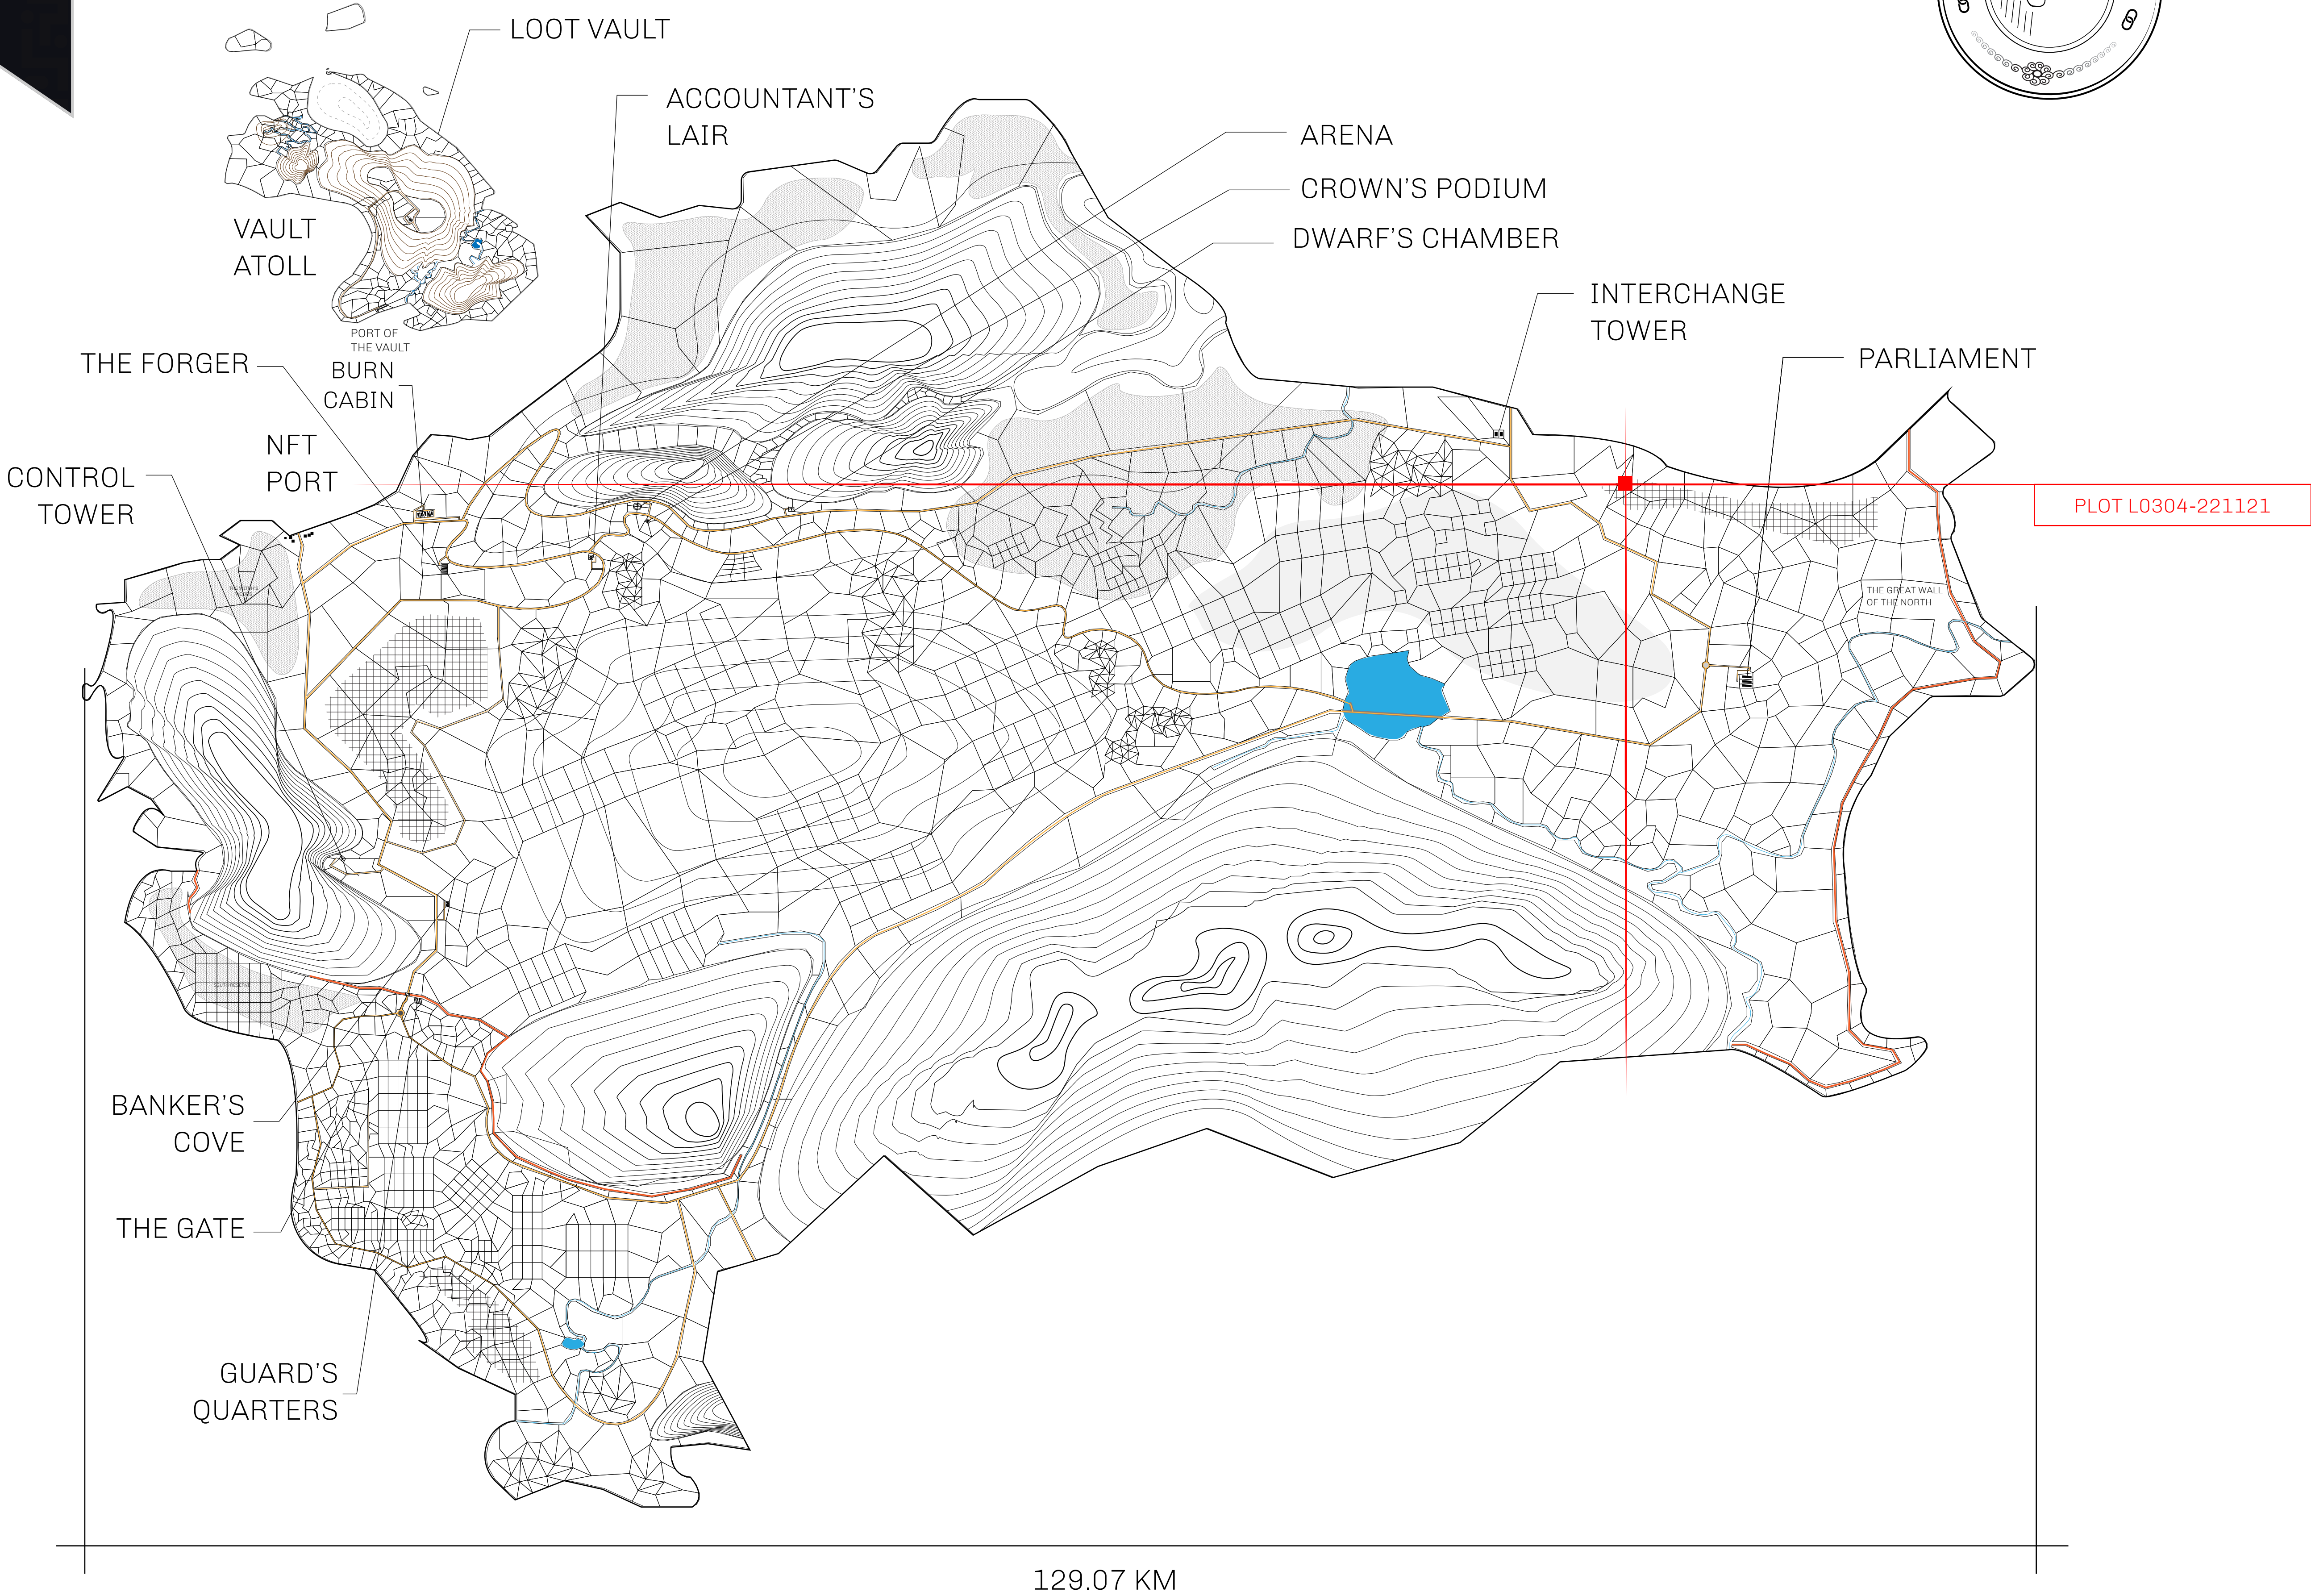 LOOT VAULT
ACCOUNTANT'S
LAIR
ARENA
CROWN'S PODIUM
DWARF'S CHAMBER
VAULT
ATOLL
INTERCHANGE
TOWER
PORT OF
THE VAULT
PARLIAMENT
THE FORGER
BURN
CABIN
NFT
PORT
CONTROL
TOWER
PLOT L0304-221121
THE GREAT WALL
OF THE NORTH
SOUTH RESERVE
BANKER'S
COVE
THE GATE
GUARD'S
QUARTERS
129.07 KM